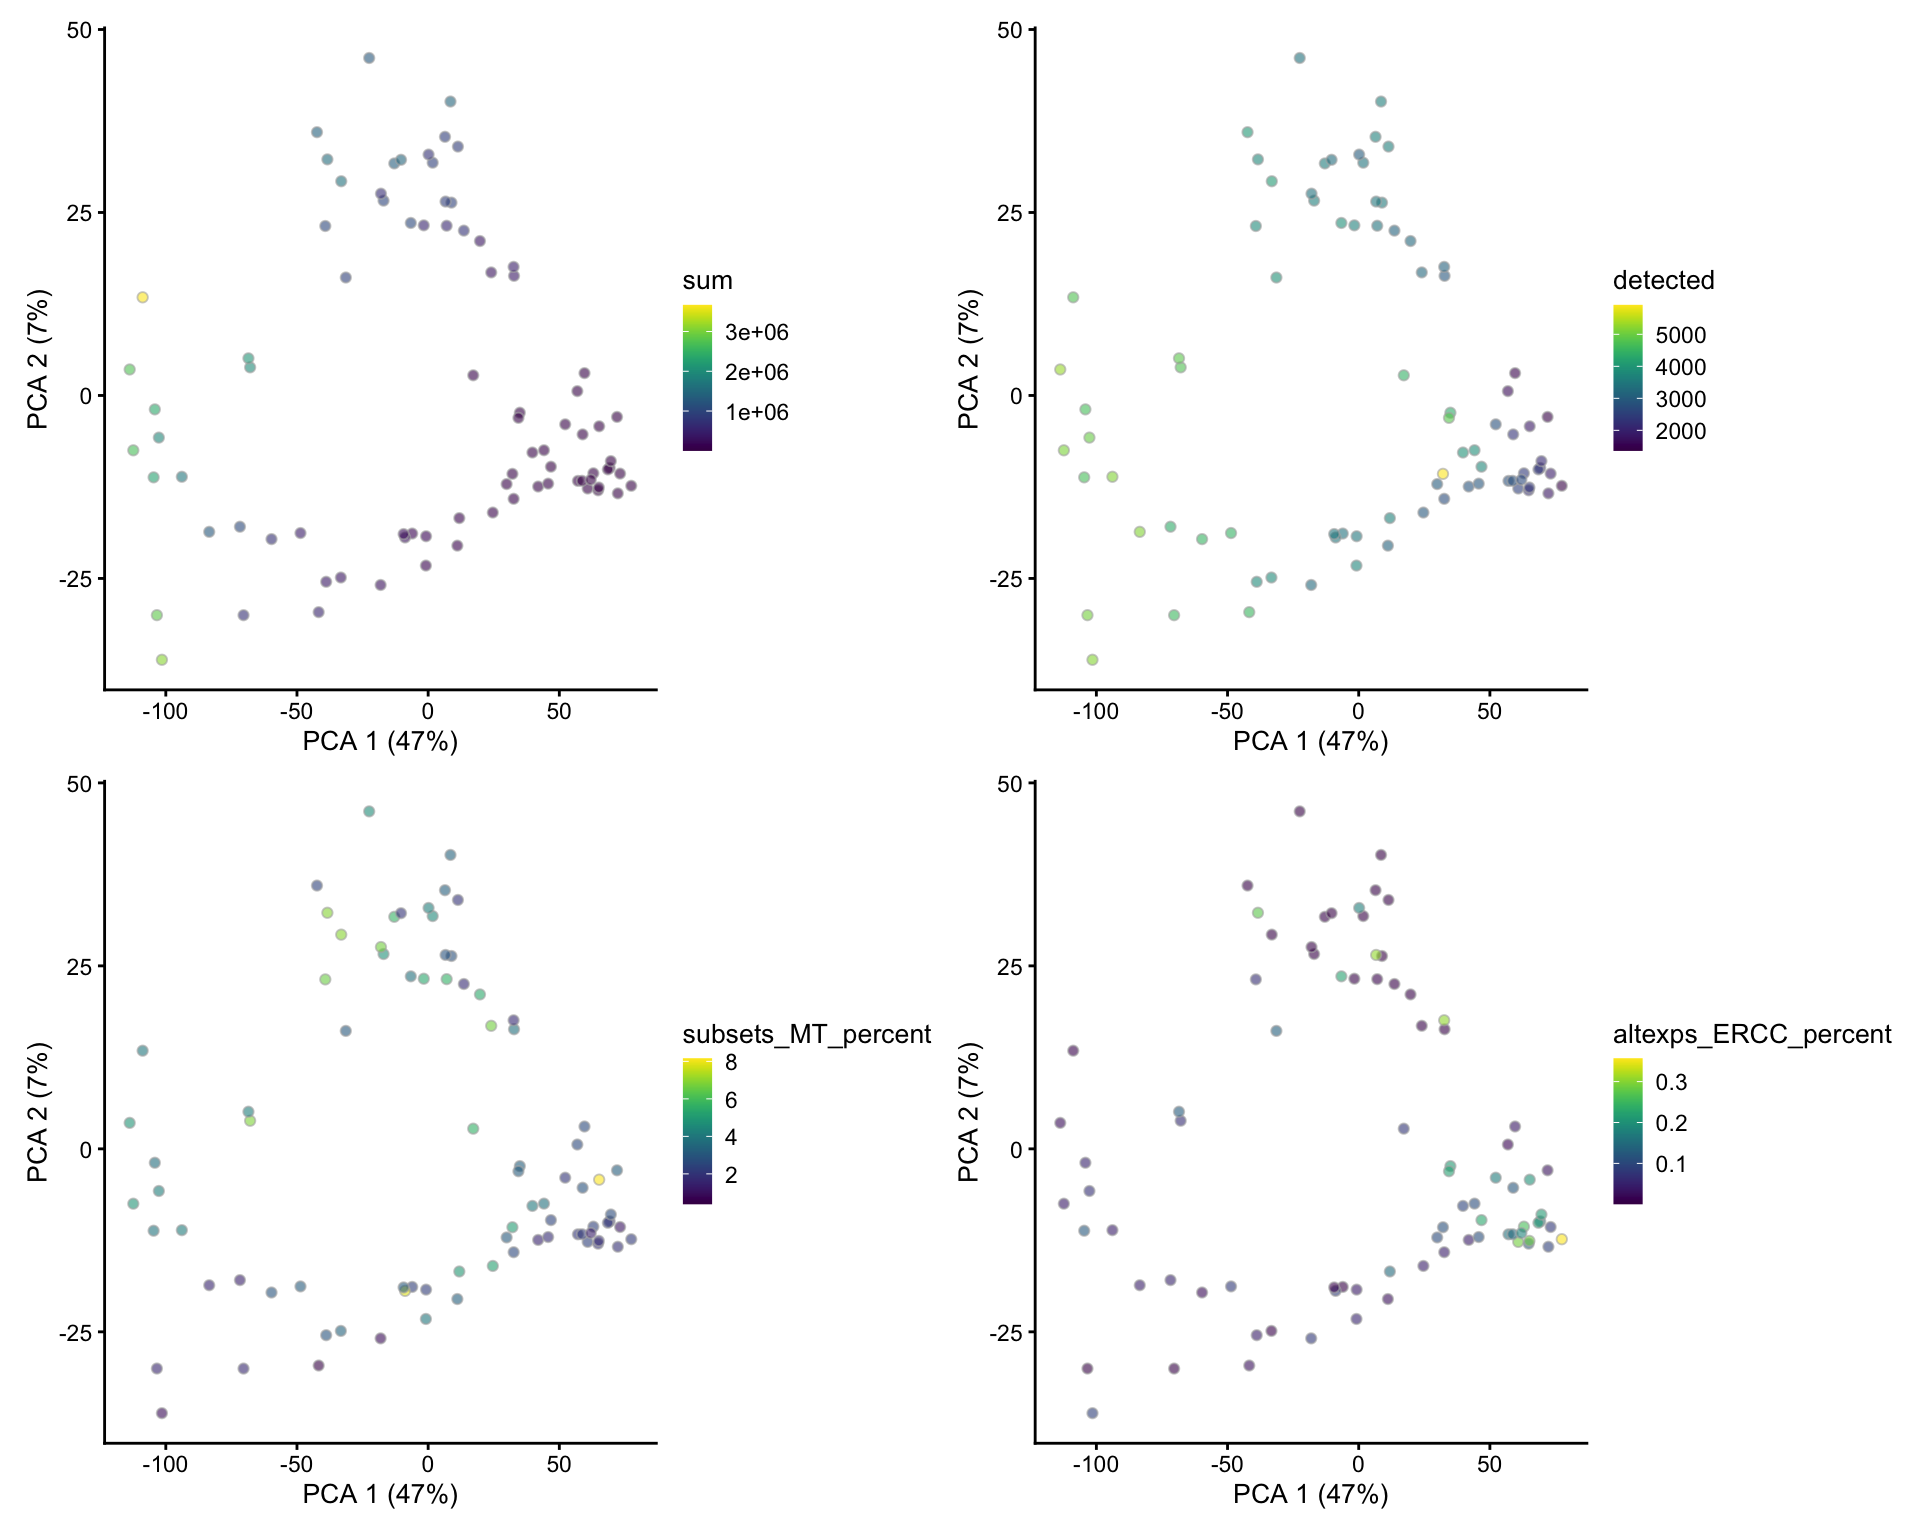 50
25
0
-25
PCA 2 (7%)
-100 -50 0 50
PCA 1 (47%)
sum
3e+06
2e+06
1e+06
50
25
0
-25
PCA 2 (7%)
-100 -50 0 50
PCA 1 (47%)
detected
5000
4000
3000
2000
50
25
0
-25
PCA 2 (7%)
-100 -50 0 50
PCA 1 (47%)
subsets_MT_percent
8
6
4
2
50
25
0
-25
PCA 2 (7%)
-100 -50 0 50
PCA 1 (47%)
altexps_ERCC_percent
0.3
0.2
0.1